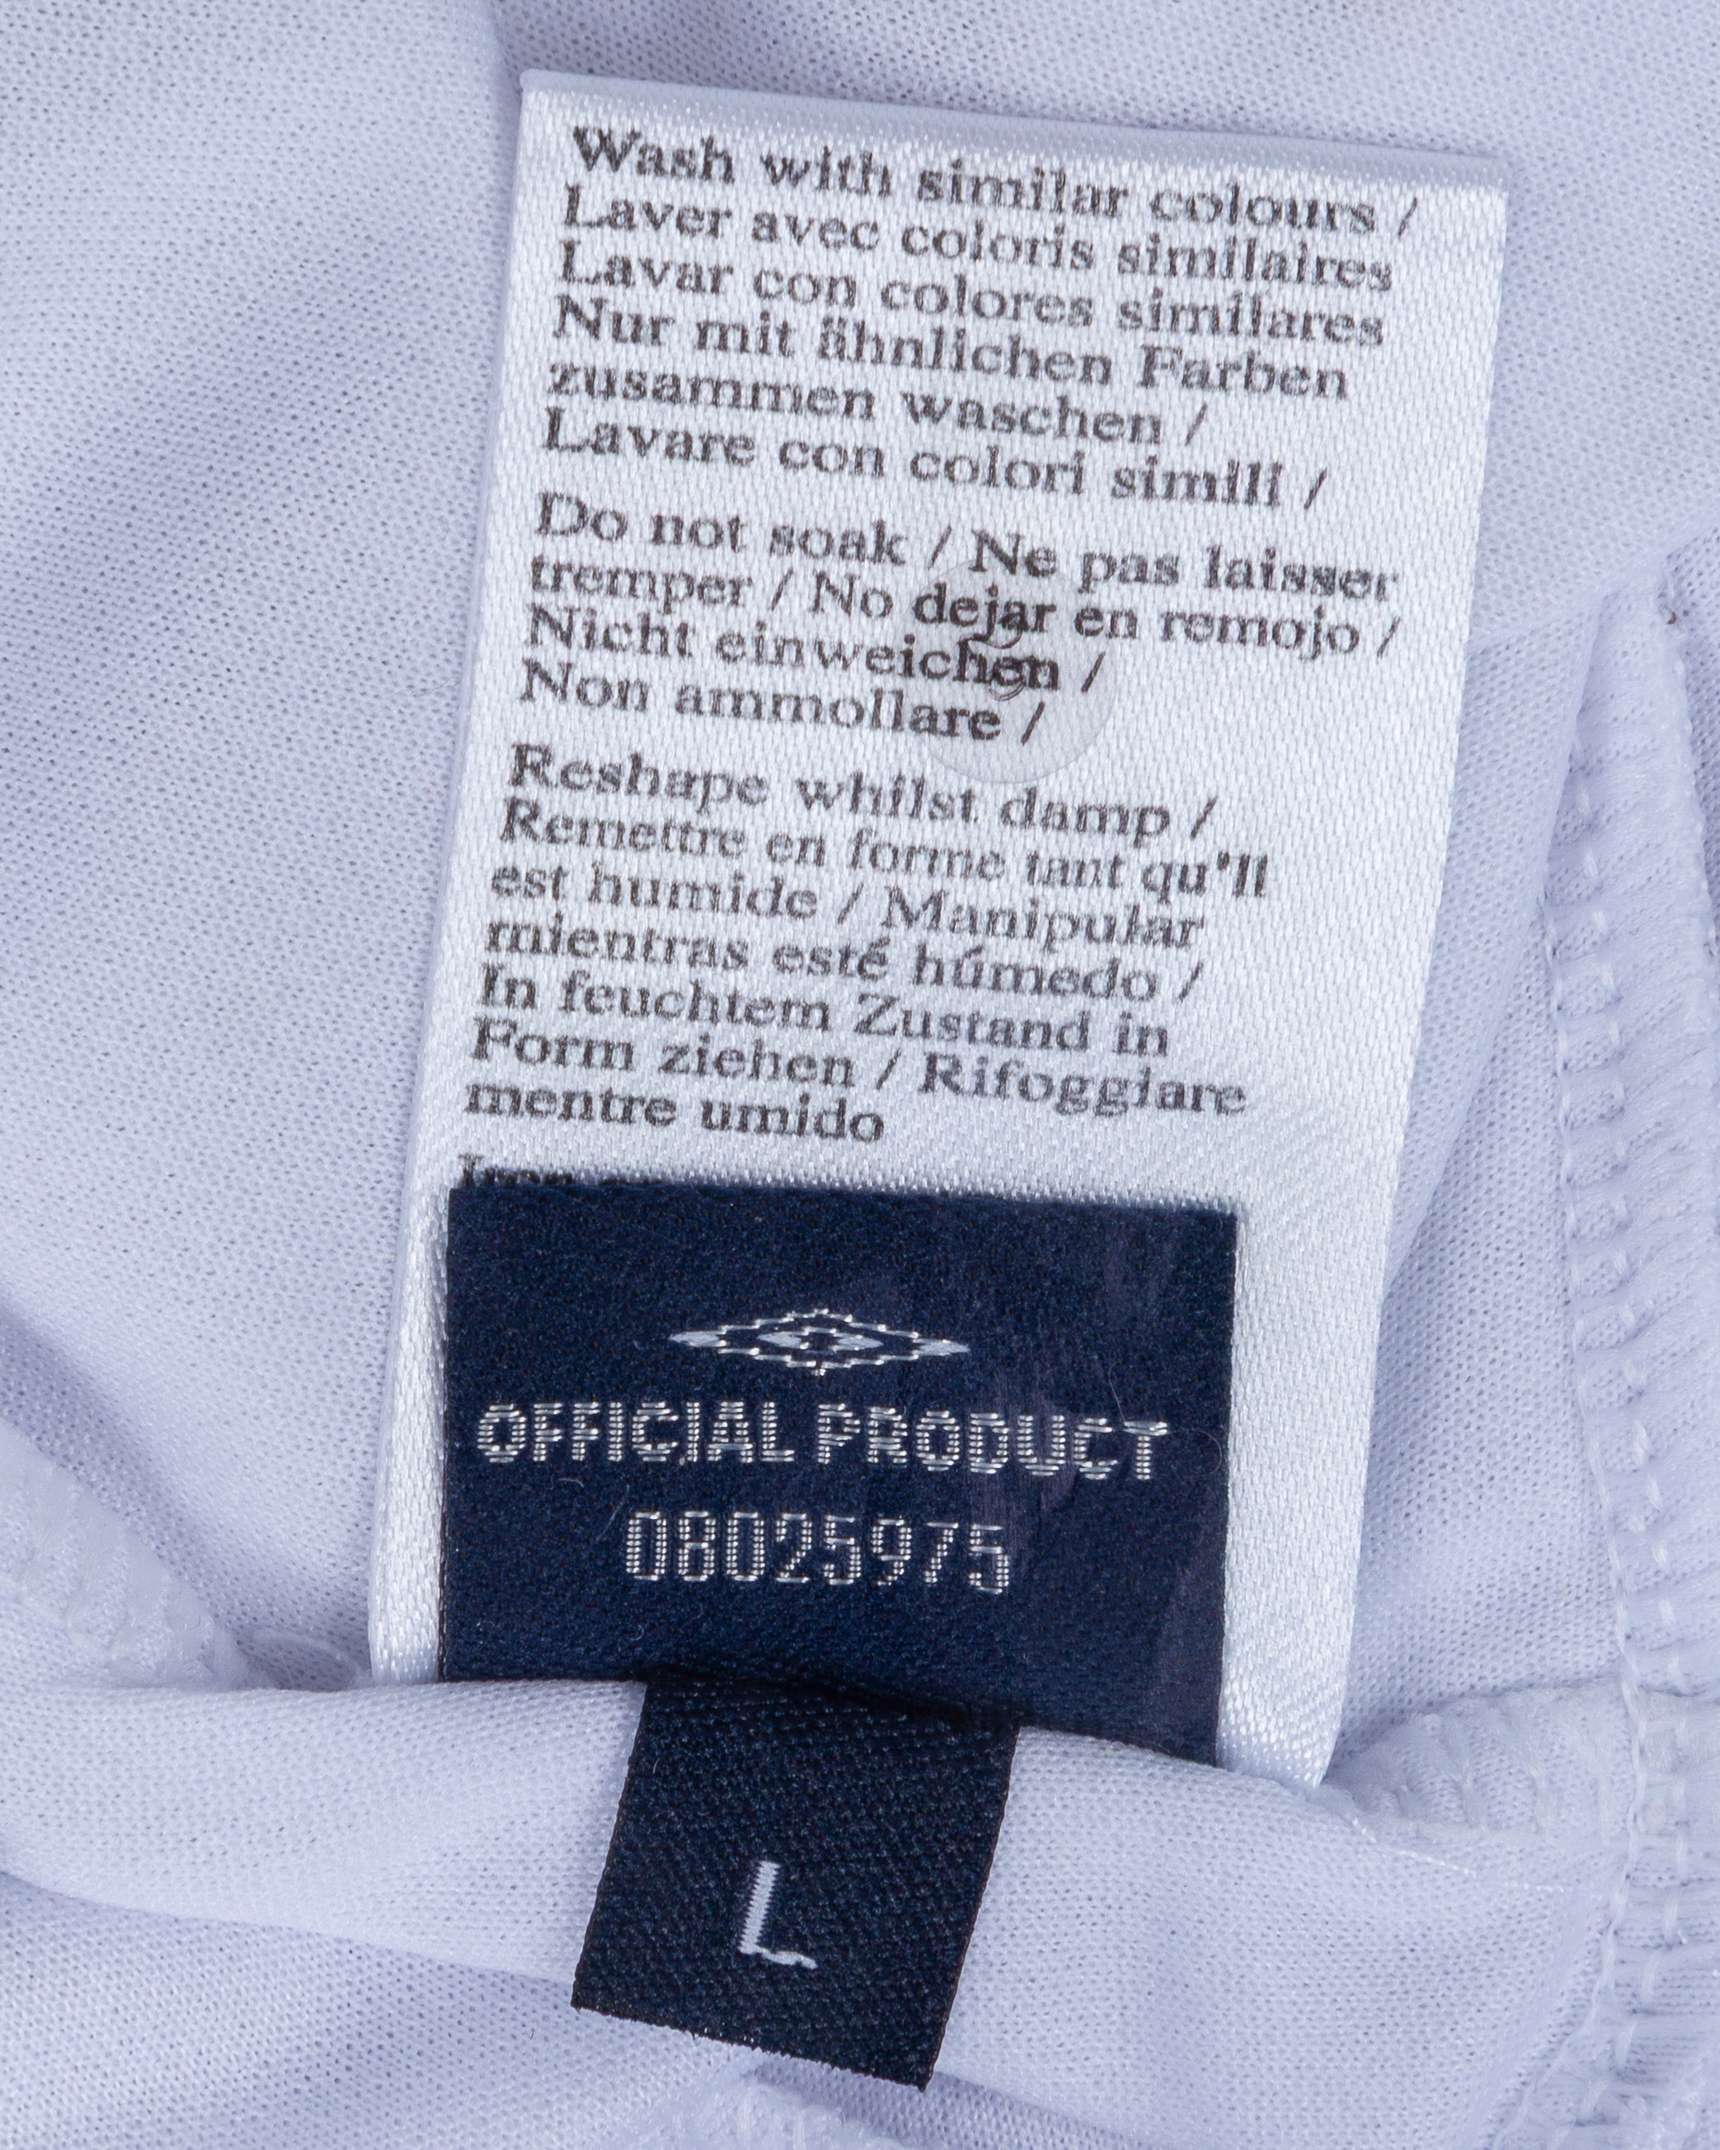 Wash with similar colours /
Laver avec coloris similaires
Lavar con colores similares
Nur mit ähnlichen Farben
zusammen waschen /
Lavare con colori simili /
Do not soak / Ne pas laisser
tremper / No dejar en remojo /
Nicht einweichen /
Non ammollare /
Reshape whilst damp /
Remettre en forme tant qu'il
est humide / Manipular
mientras esté húmedo /
In feuchtem Zustand in
Form ziehen / Rifoggiare
mentre umido
OFFICIAL PRODUCT
08025975
L